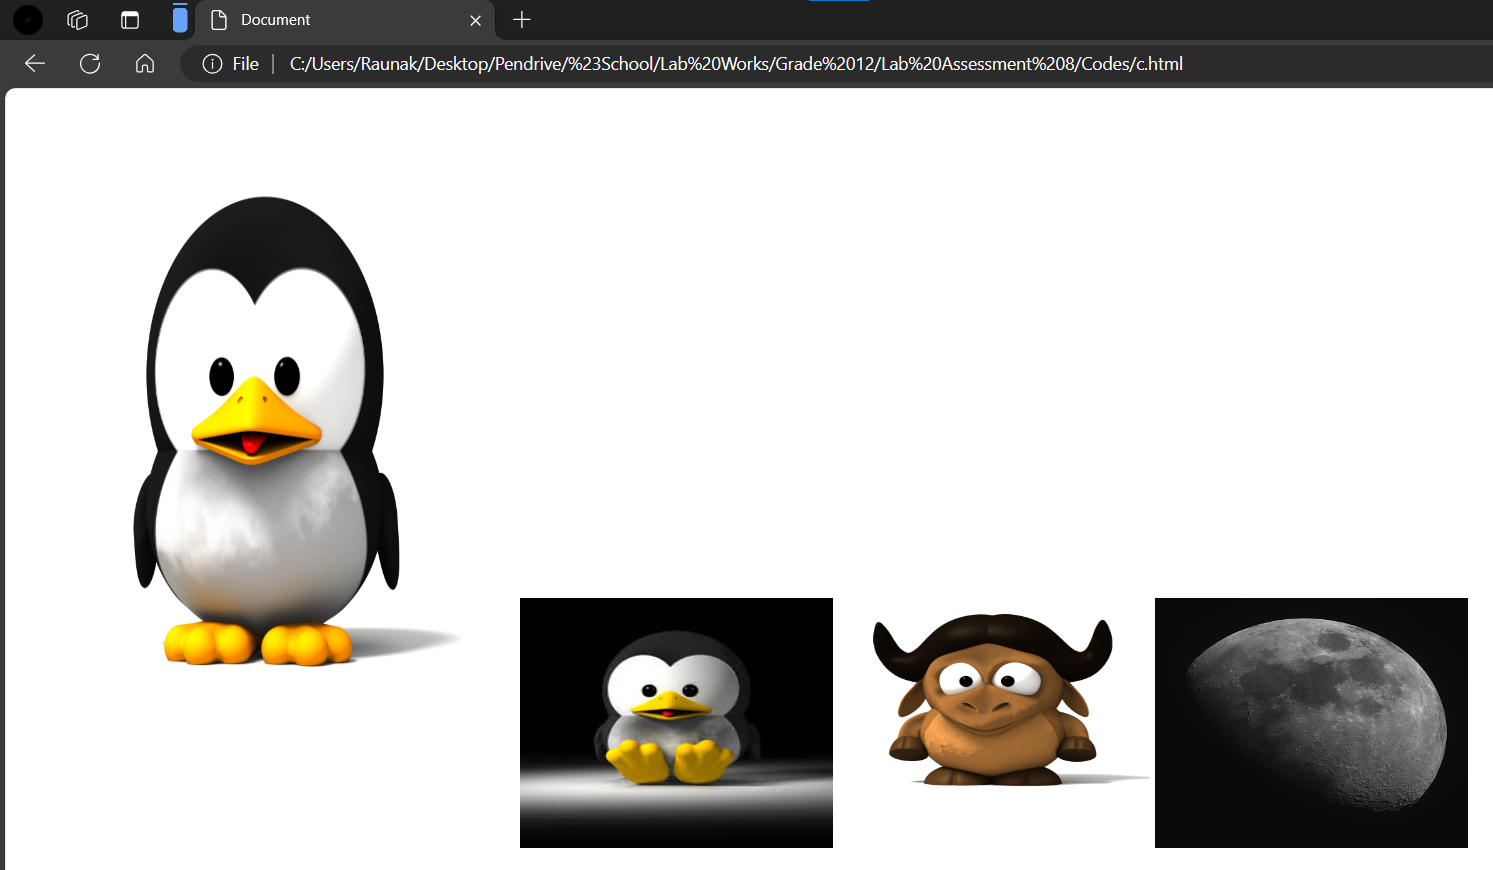 Document
File
C:/Users/Raunak/Desktop/Pendrive/%23School/Lab%20Works/Grade%2012/Lab%20Assessment%208/Codes/c.html